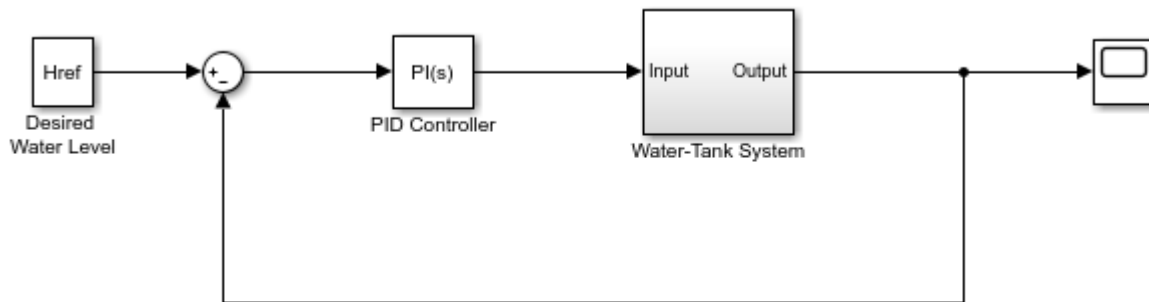 Href
Desired
Water Level
+
−
PI(s)
PID Controller
Input
Output
Water-Tank System